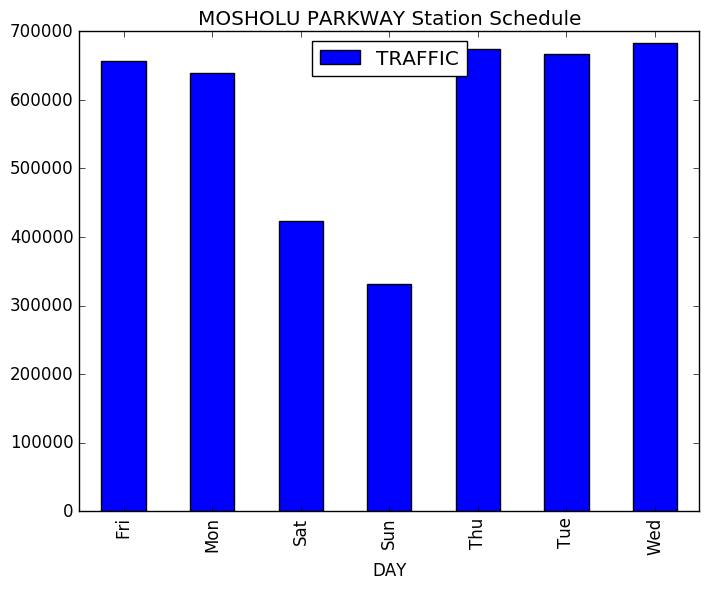 MOSHOLU PARKWAY Station Schedule
700000
600000
500000
400000
300000
200000
100000
0
TRAFFIC
Fri
Mon
Sat
Sun
Thu
Tue
Wed
DAY